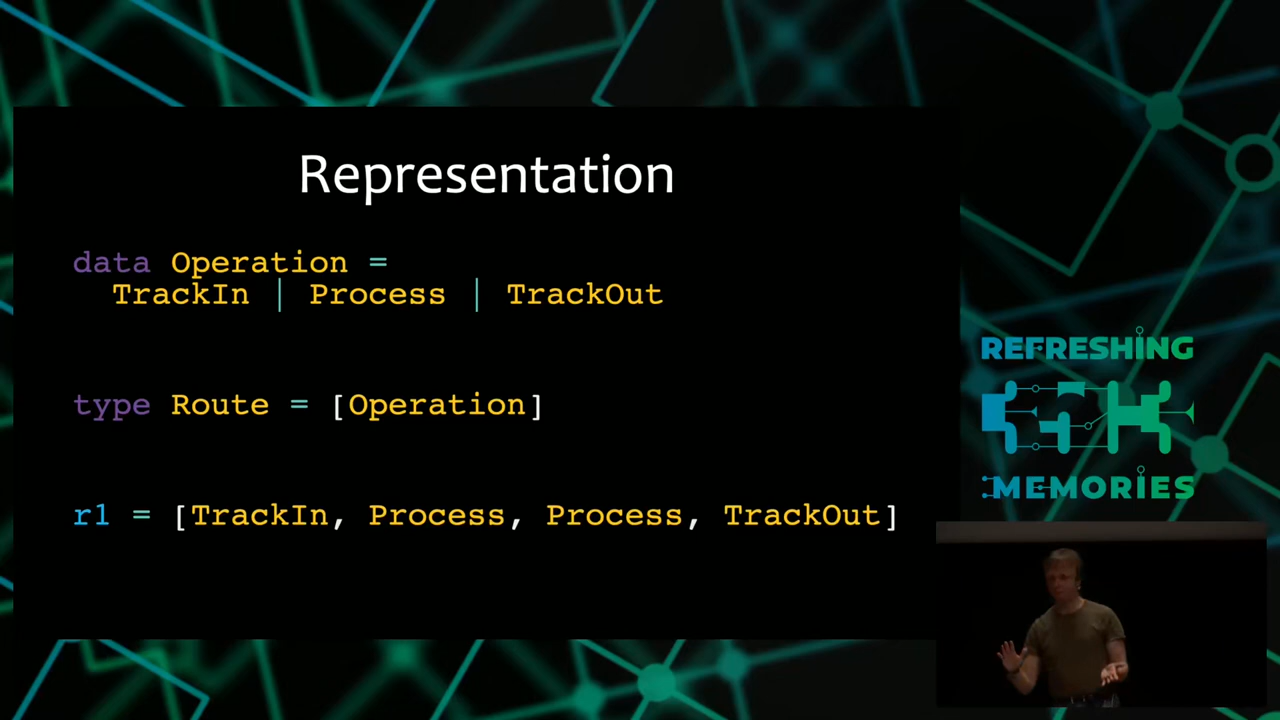 Representation
data Operation =
TrackIn | Process | TrackOut
type Route = [Operation]
r1 = [TrackIn, Process, Process, TrackOut]
REFRESHING
MEMORIES